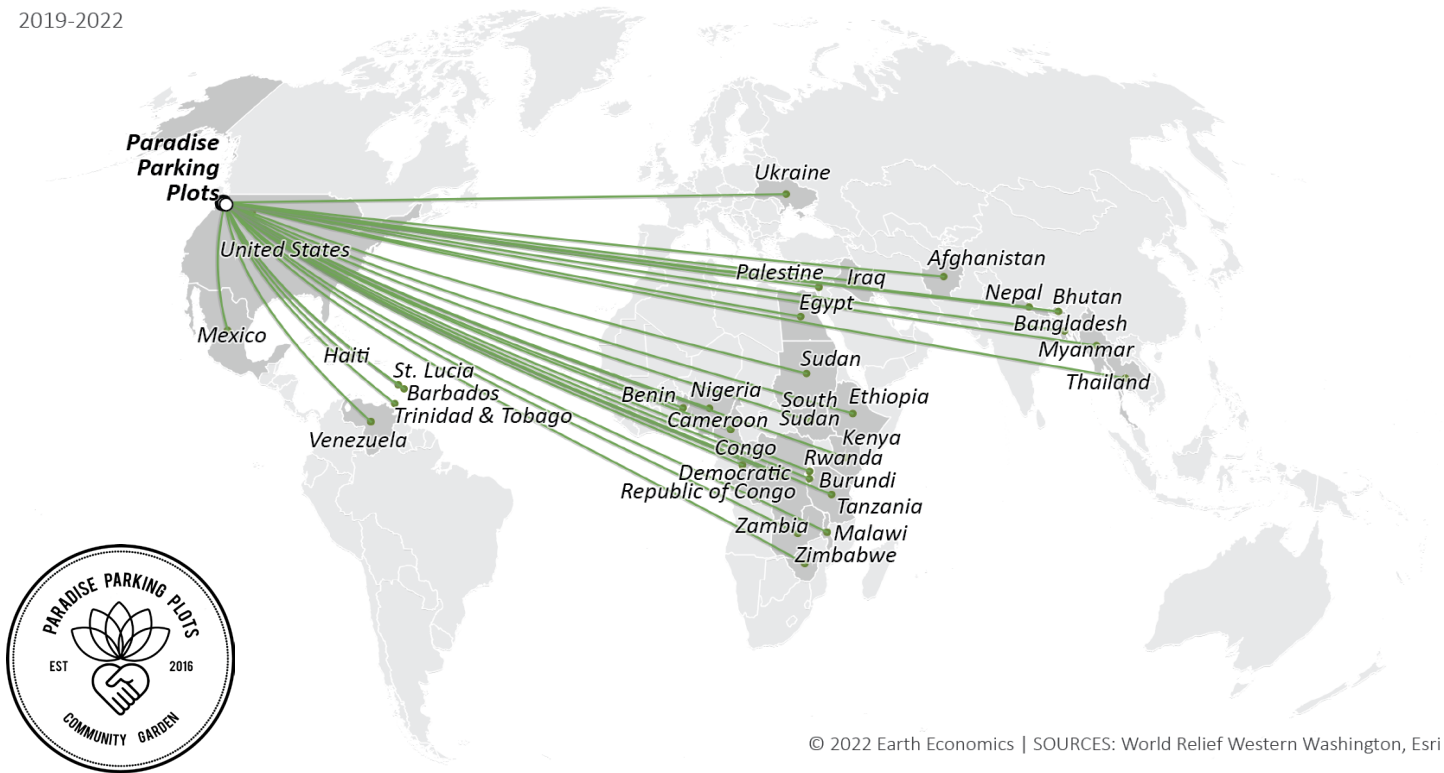 2019-2022
Paradise
Parking
Plots
Ukraine
United States
Afghanistan
Palestine
Iraq
Nepal
Bhutan
Egypt
Bangladesh
Mexico
Myanmar
Haiti
Sudan
St. Lucia
Thailand
Barbados
Benin
Nigeria
South
Sudan
Ethiopia
Trinidad & Tobago
Cameroon
Venezuela
Kenya
Congo
Rwanda
Democratic
Republic of Congo
Burundi
Tanzania
Zambia
Malawi
Zimbabwe
PARADISE PARKING PLOTS
EST
2016
COMMUNITY GARDEN
© 2022 Earth Economics | SOURCES: World Relief Western Washington, Esri